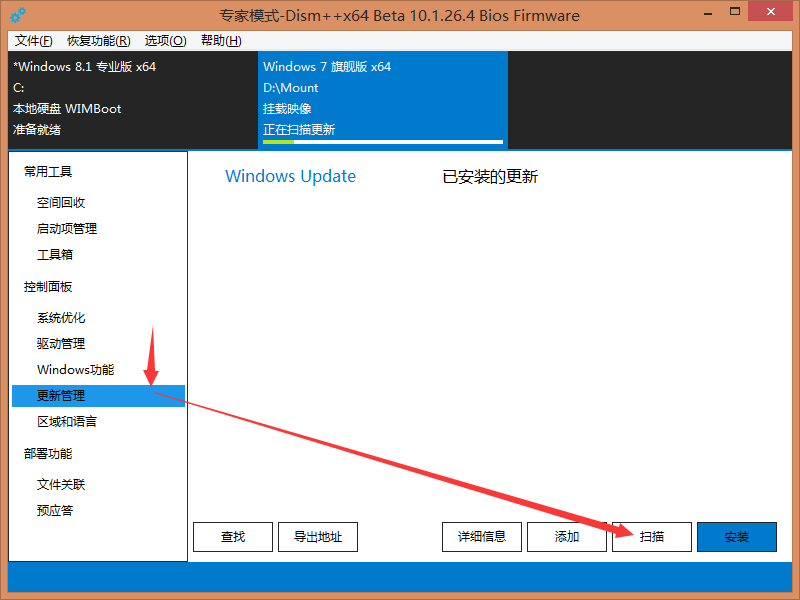 专家模式-Dism++x64 Beta 10.1.26.4 Bios Firmware
文件(F) 恢复功能(R) 选项(O) 帮助(H)
*Windows 8.1 专业版 x64
C:
本地硬盘 WIMBoot
准备就绪
Windows 7 旗舰版 x64
D:\Mount
挂载映像
正在扫描更新
常用工具
空间回收
启动项管理
工具箱
控制面板
系统优化
驱动管理
Windows功能
更新管理
区域和语言
部署功能
文件关联
预应答
Windows Update 已安装的更新
查找 导出地址 详细信息 添加 扫描 安装